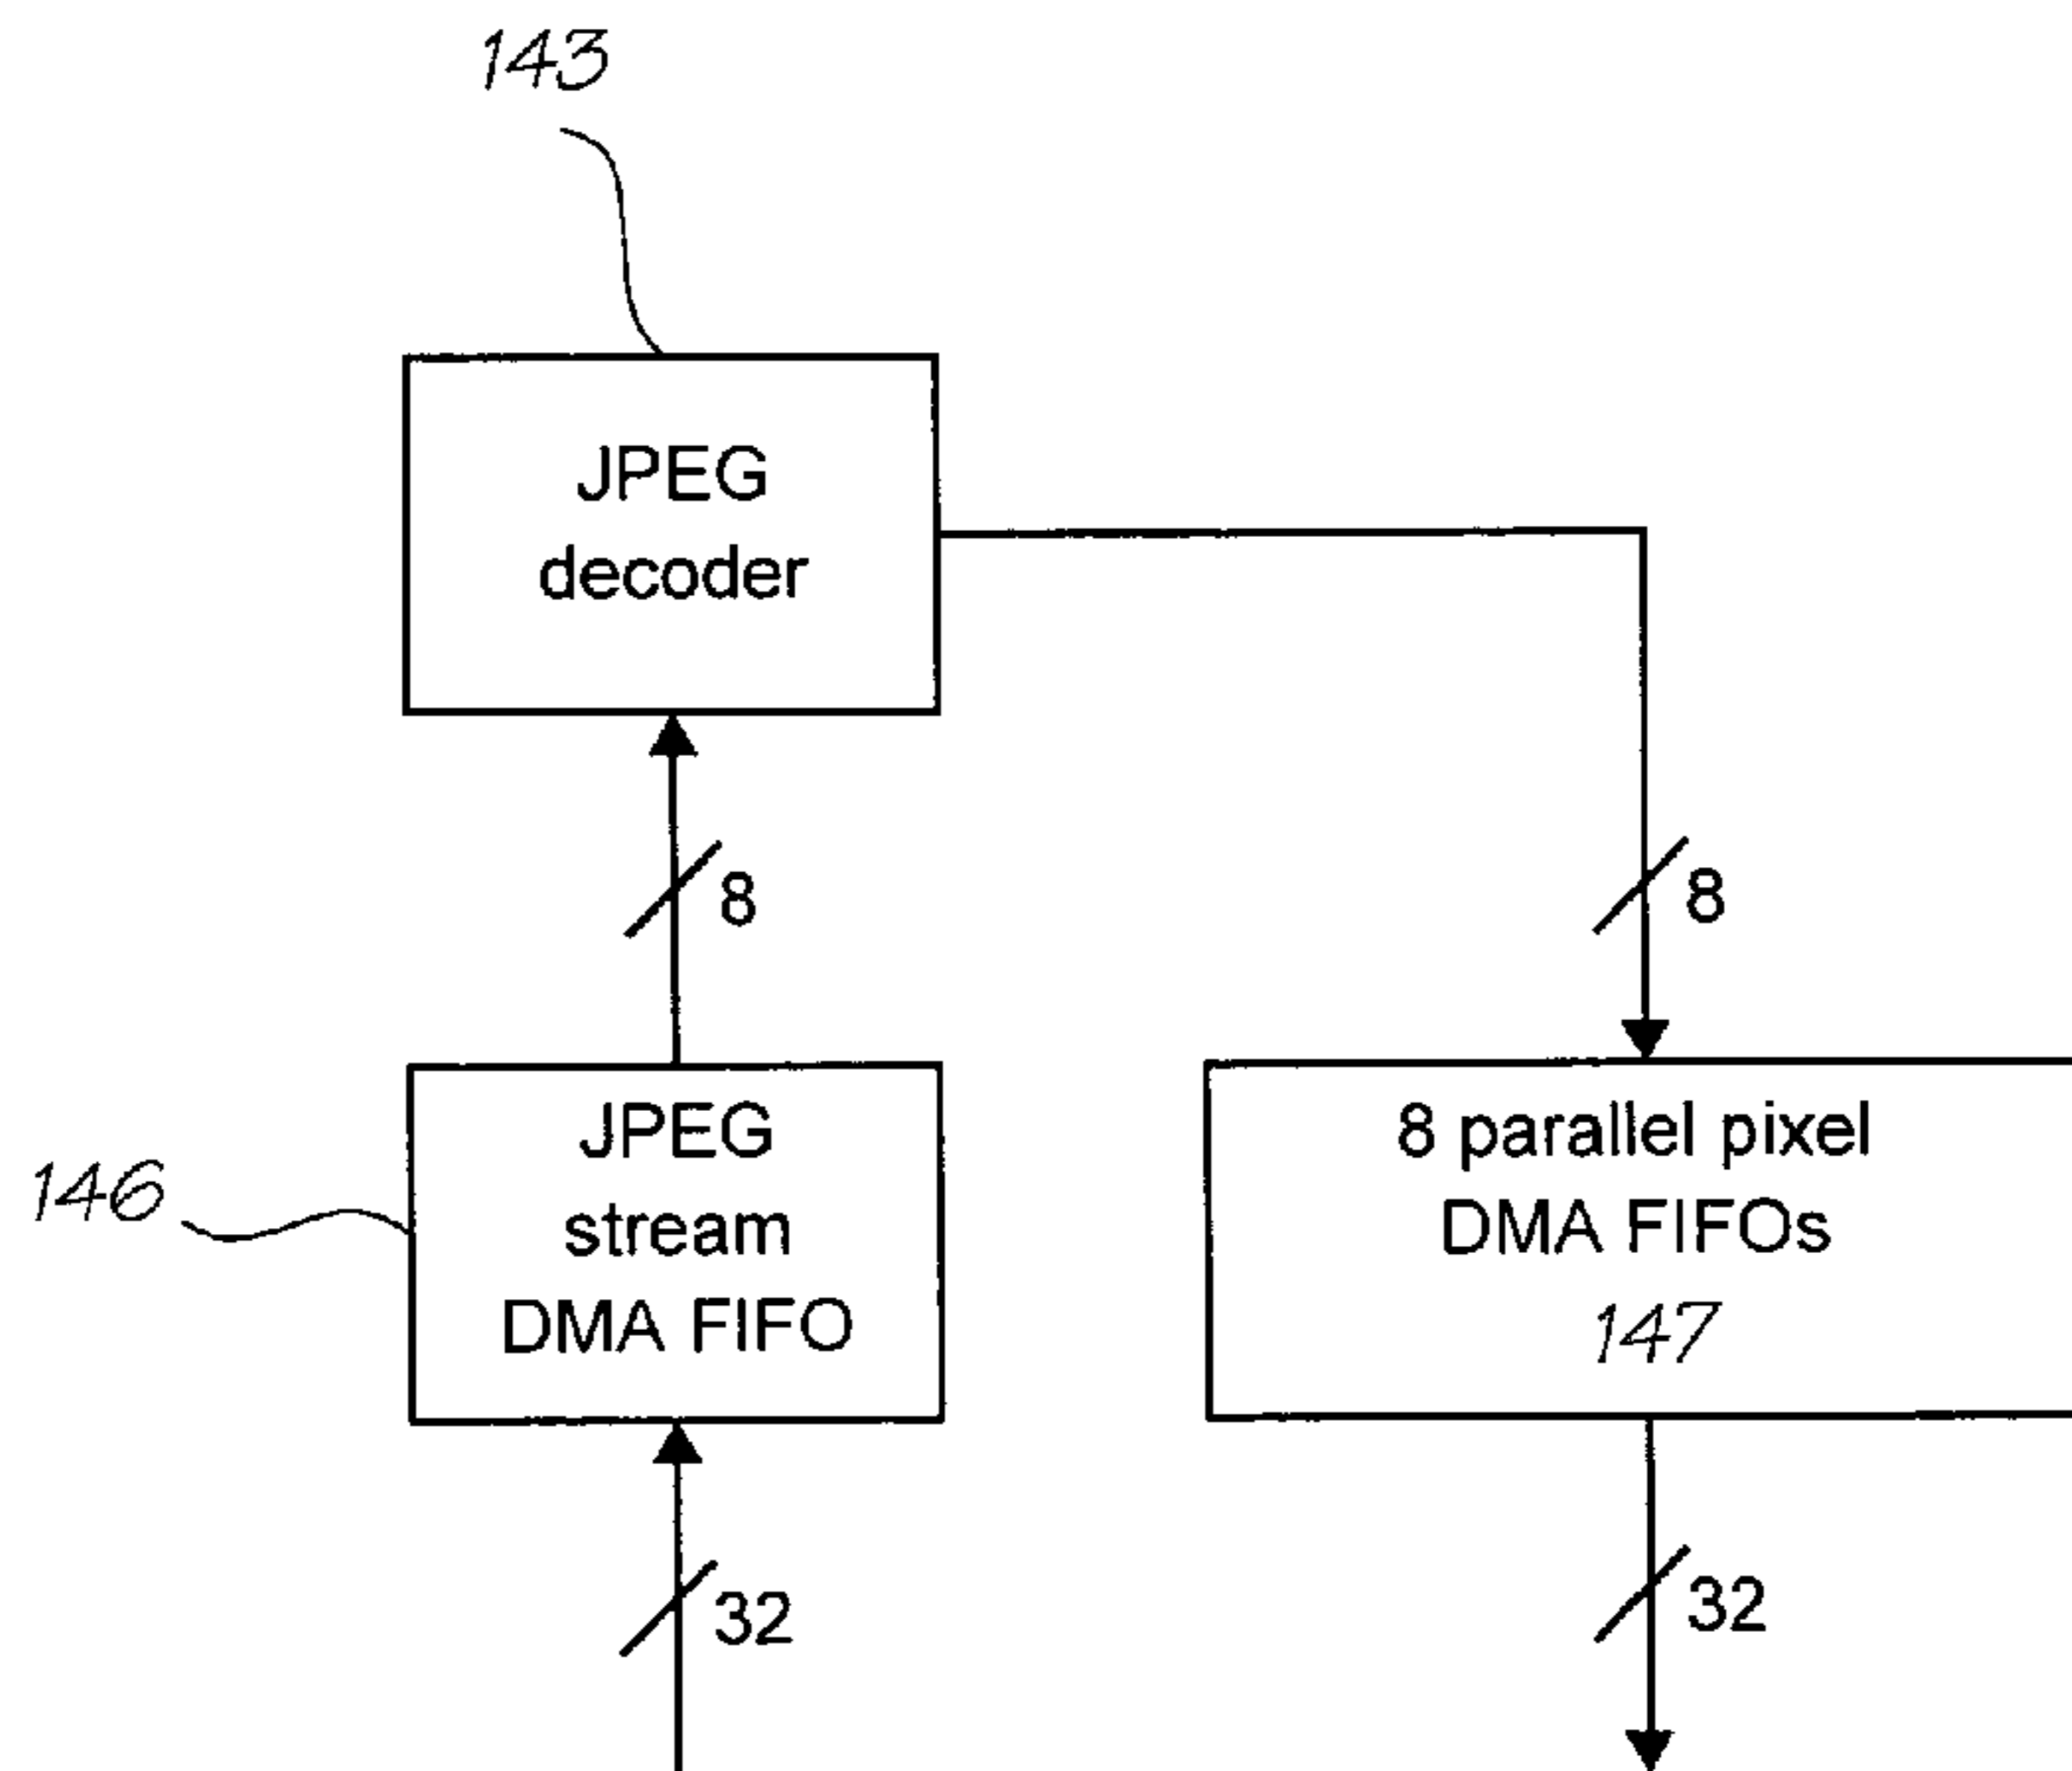 143
JPEG
decoder
8
8
JPEG
stream
DMA FIFO
146
8 parallel pixel
DMA FIFOs
147
32
32